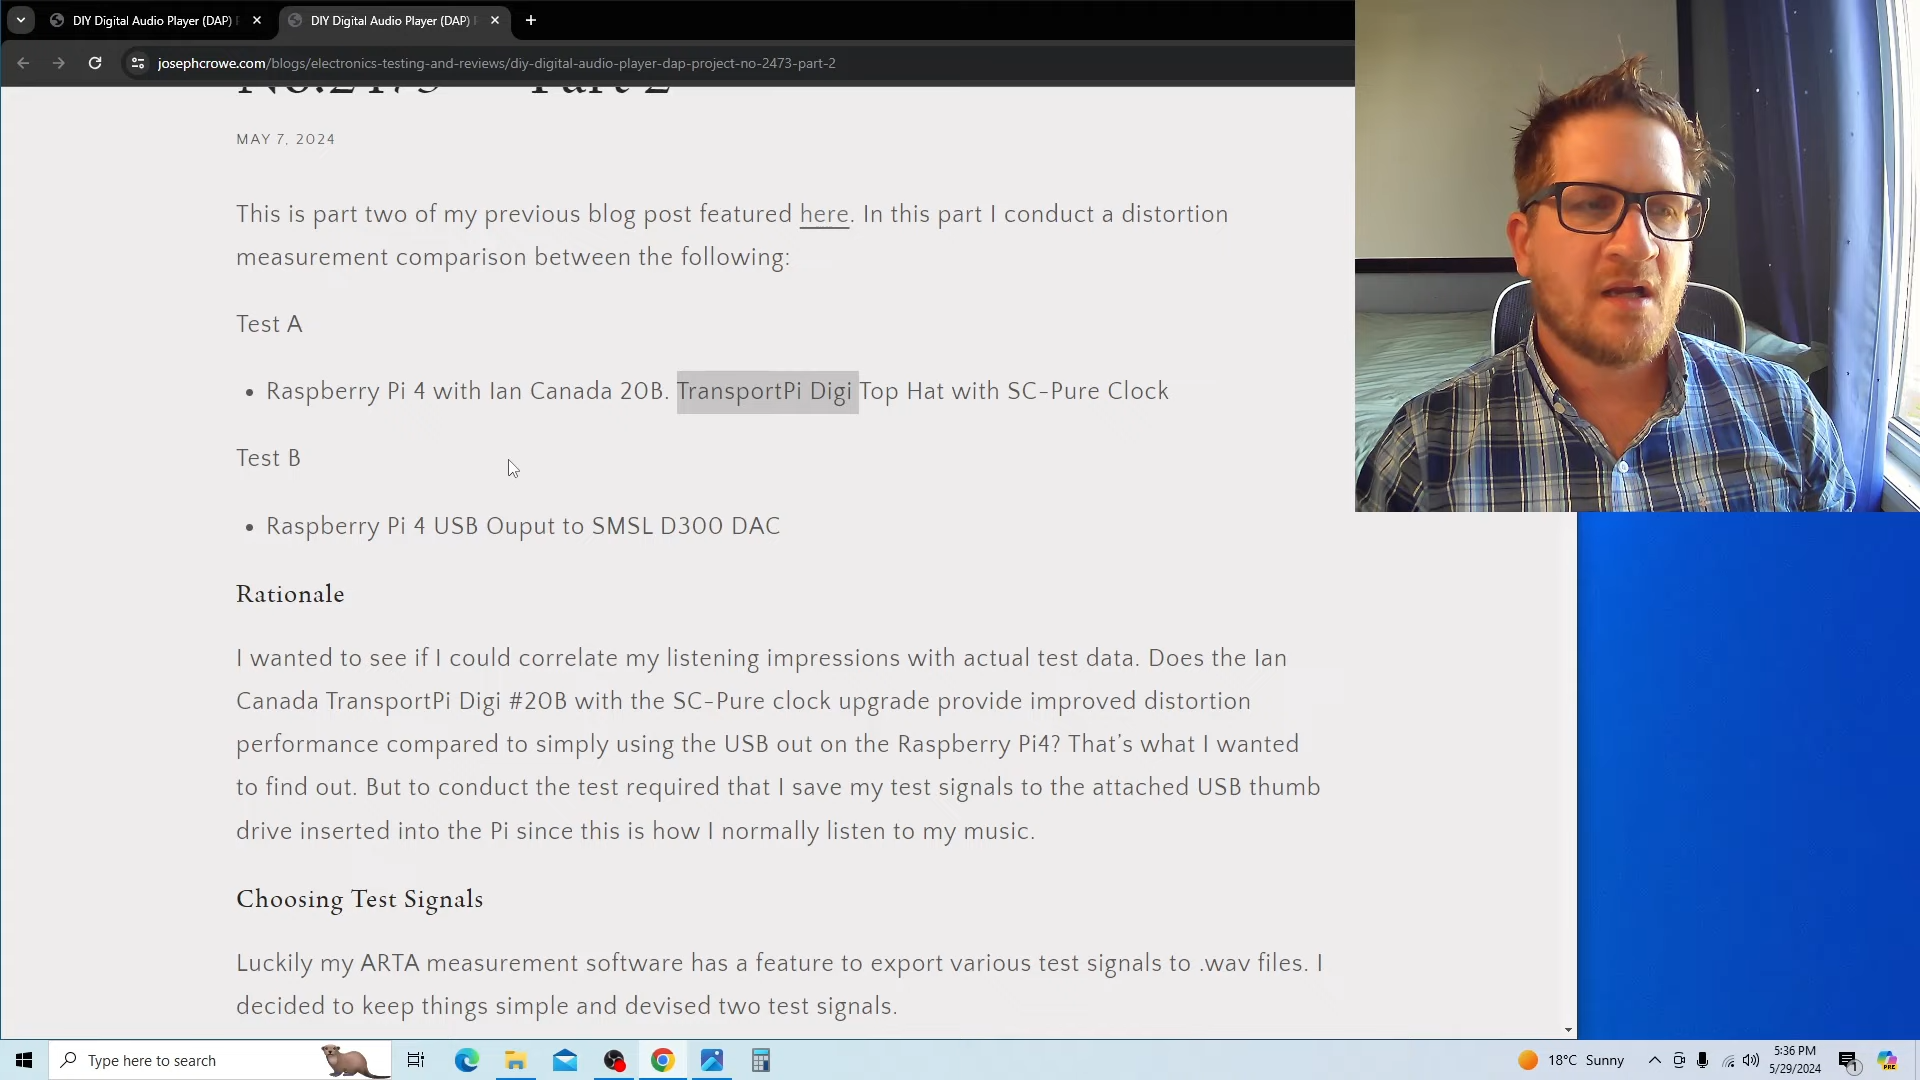 DIY Digital Audio Player (DAP)
DIY Digital Audio Player (DAP)
josephcrowe.com/blogs/electronics-testing-and-reviews/diy-digital-audio-player-dap-project-no-2473-part-2
No.2473 — Part 2
MAY 7, 2024
This is part two of my previous blog post featured here. In this part I conduct a distortion
measurement comparison between the following:
Test A
• Raspberry Pi 4 with Ian Canada 20B. TransportPi Digi Top Hat with SC-Pure Clock
Test B
• Raspberry Pi 4 USB Ouput to SMSL D300 DAC
Rationale
I wanted to see if I could correlate my listening impressions with actual test data. Does the Ian
Canada TransportPi Digi #20B with the SC-Pure clock upgrade provide improved distortion
performance compared to simply using the USB out on the Raspberry Pi4? That’s what I wanted
to find out. But to conduct the test required that I save my test signals to the attached USB thumb
drive inserted into the Pi since this is how I normally listen to my music.
Choosing Test Signals
Luckily my ARTA measurement software has a feature to export various test signals to .wav files. I
decided to keep things simple and devised two test signals.
Type here to search
18°C Sunny
5:36 PM
5/29/2024
1
PRE